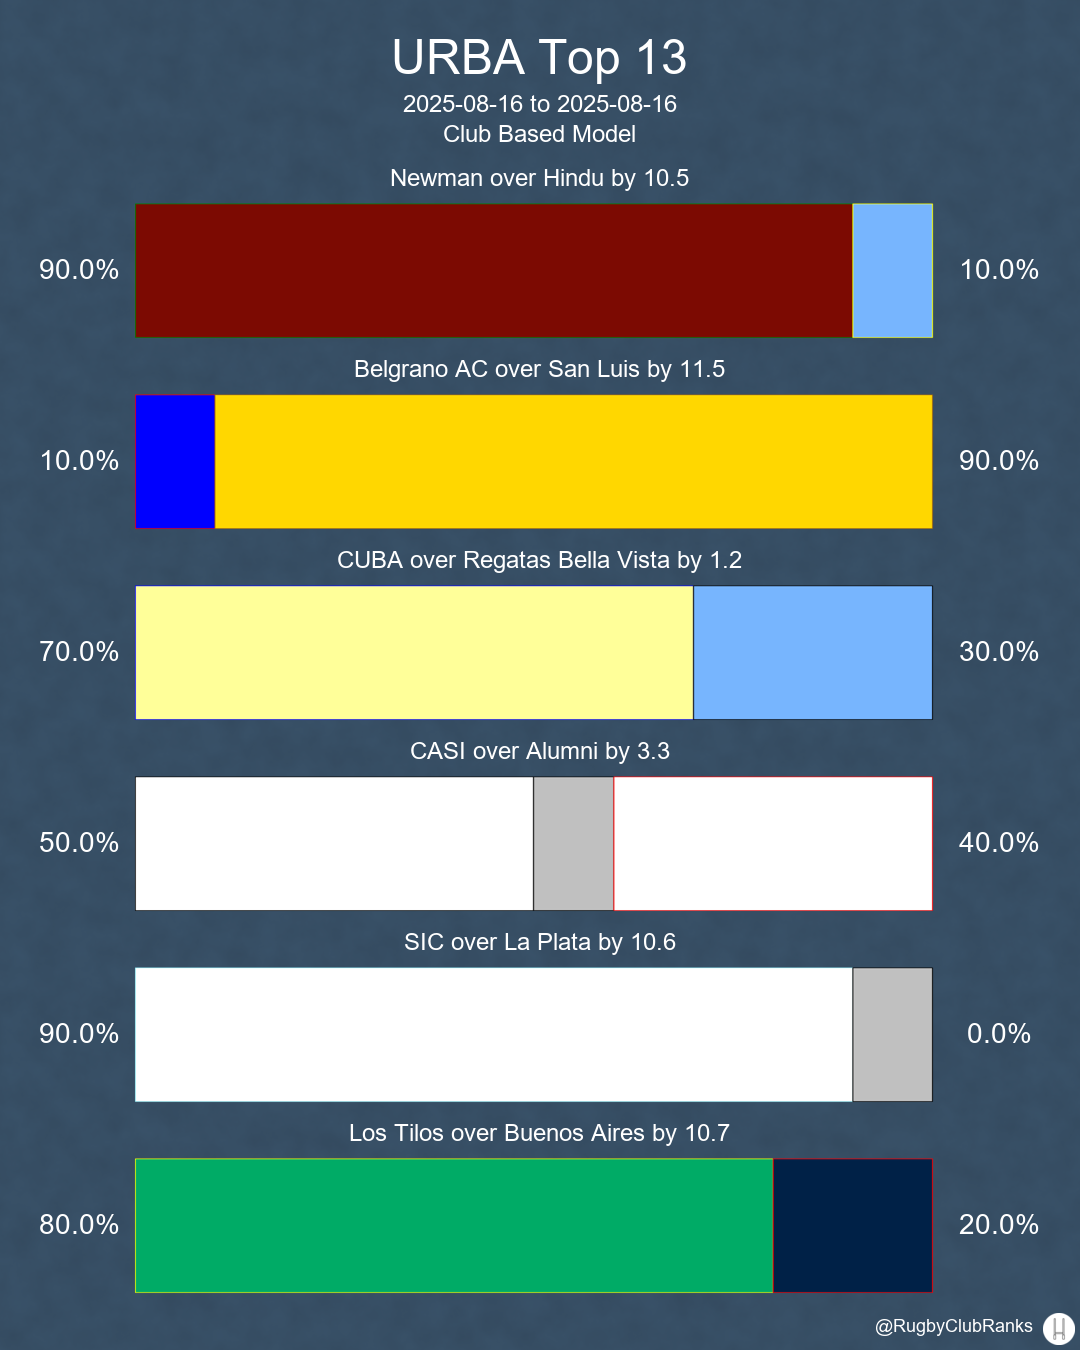 URBA Top 13
2025-08-16 to 2025-08-16
Club Based Model
Newman over Hindu by 10.5
90.0%
10.0%
Belgrano AC over San Luis by 11.5
10.0%
90.0%
CUBA over Regatas Bella Vista by 1.2
70.0%
30.0%
CASI over Alumni by 3.3
50.0%
40.0%
SIC over La Plata by 10.6
90.0%
0.0%
Los Tilos over Buenos Aires by 10.7
80.0%
20.0%
@RugbyClubRanks